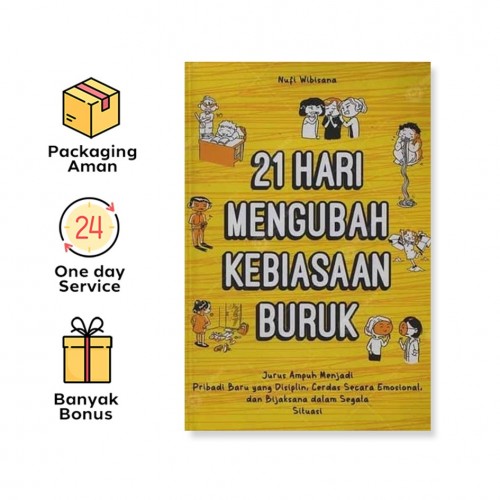 Packaging
Aman
24
One day
Service
Banyak
Bonus
Nufi Wibisana
21 HARI
MENGUBAH
KEBIASAAN
BURUK
Jurus Ampuh Menjadi
Pribadi Baru yang Disiplin, Cerdas Secara Emosional,
dan Bijaksana dalam Segala
Situasi